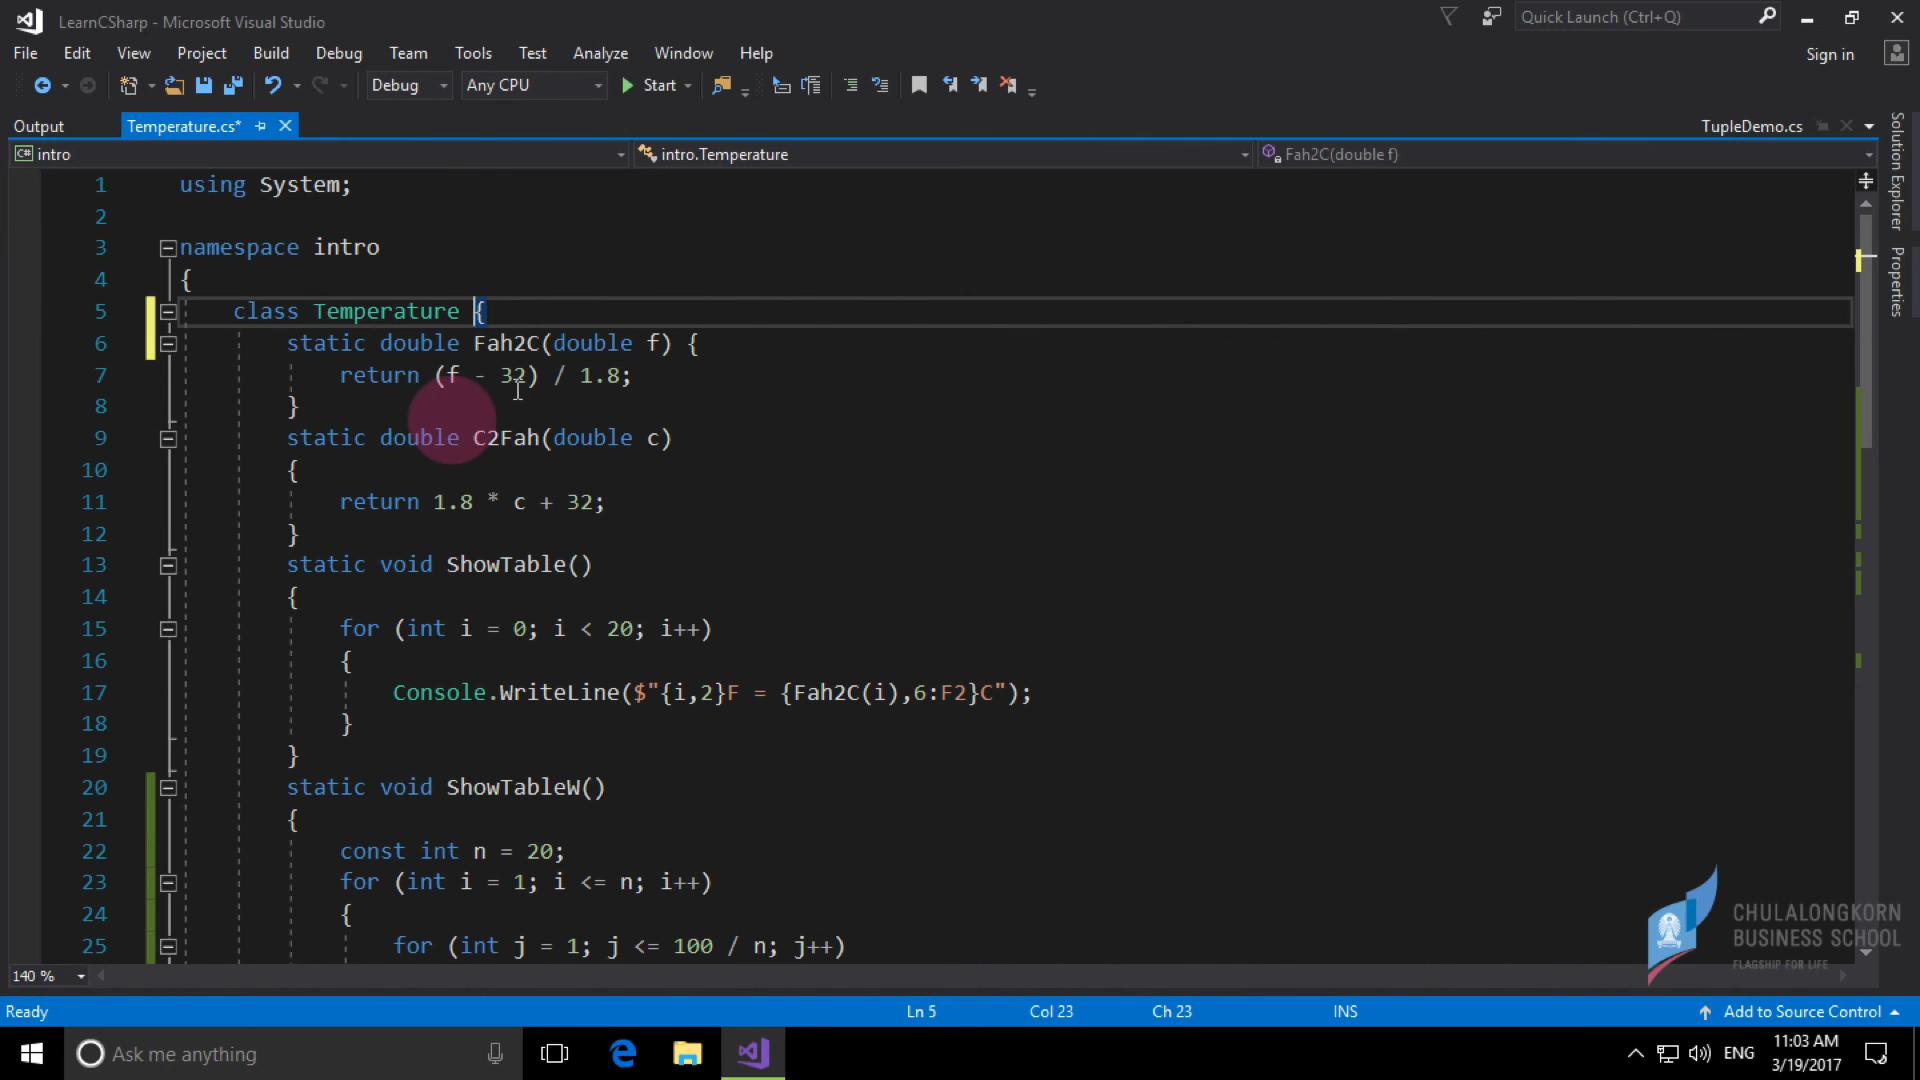 LearnCSharp - Microsoft Visual Studio
Quick Launch (Ctrl+Q)
File Edit View Project Build Debug Team Tools Test Analyze Window Help
Sign in
Debug Any CPU Start
Output Temperature.cs* TupleDemo.cs
intro intro.Temperature Fah2C(double f)
Solution Explorer
Properties
1 using System;
2
3 namespace intro
4 {
5 class Temperature {
6 static double Fah2C(double f) {
7 return (f - 32) / 1.8;
8 }
9 static double C2Fah(double c)
10 {
11 return 1.8 * c + 32;
12 }
13 static void ShowTable()
14 {
15 for (int i = 0; i < 20; i++)
16 {
17 Console.WriteLine($"{i,2}F = {Fah2C(i),6:F2}C");
18 }
19 }
20 static void ShowTableW()
21 {
22 const int n = 20;
23 for (int i = 1; i <= n; i++)
24 {
25 for (int j = 1; j <= 100 / n; j++)
CHULALONGKORN
BUSINESS SCHOOL
FLAGSHIP FOR LIFE
140 %
Ready Ln 5 Col 23 Ch 23 INS Add to Source Control
Ask me anything
ENG
11:03 AM
3/19/2017